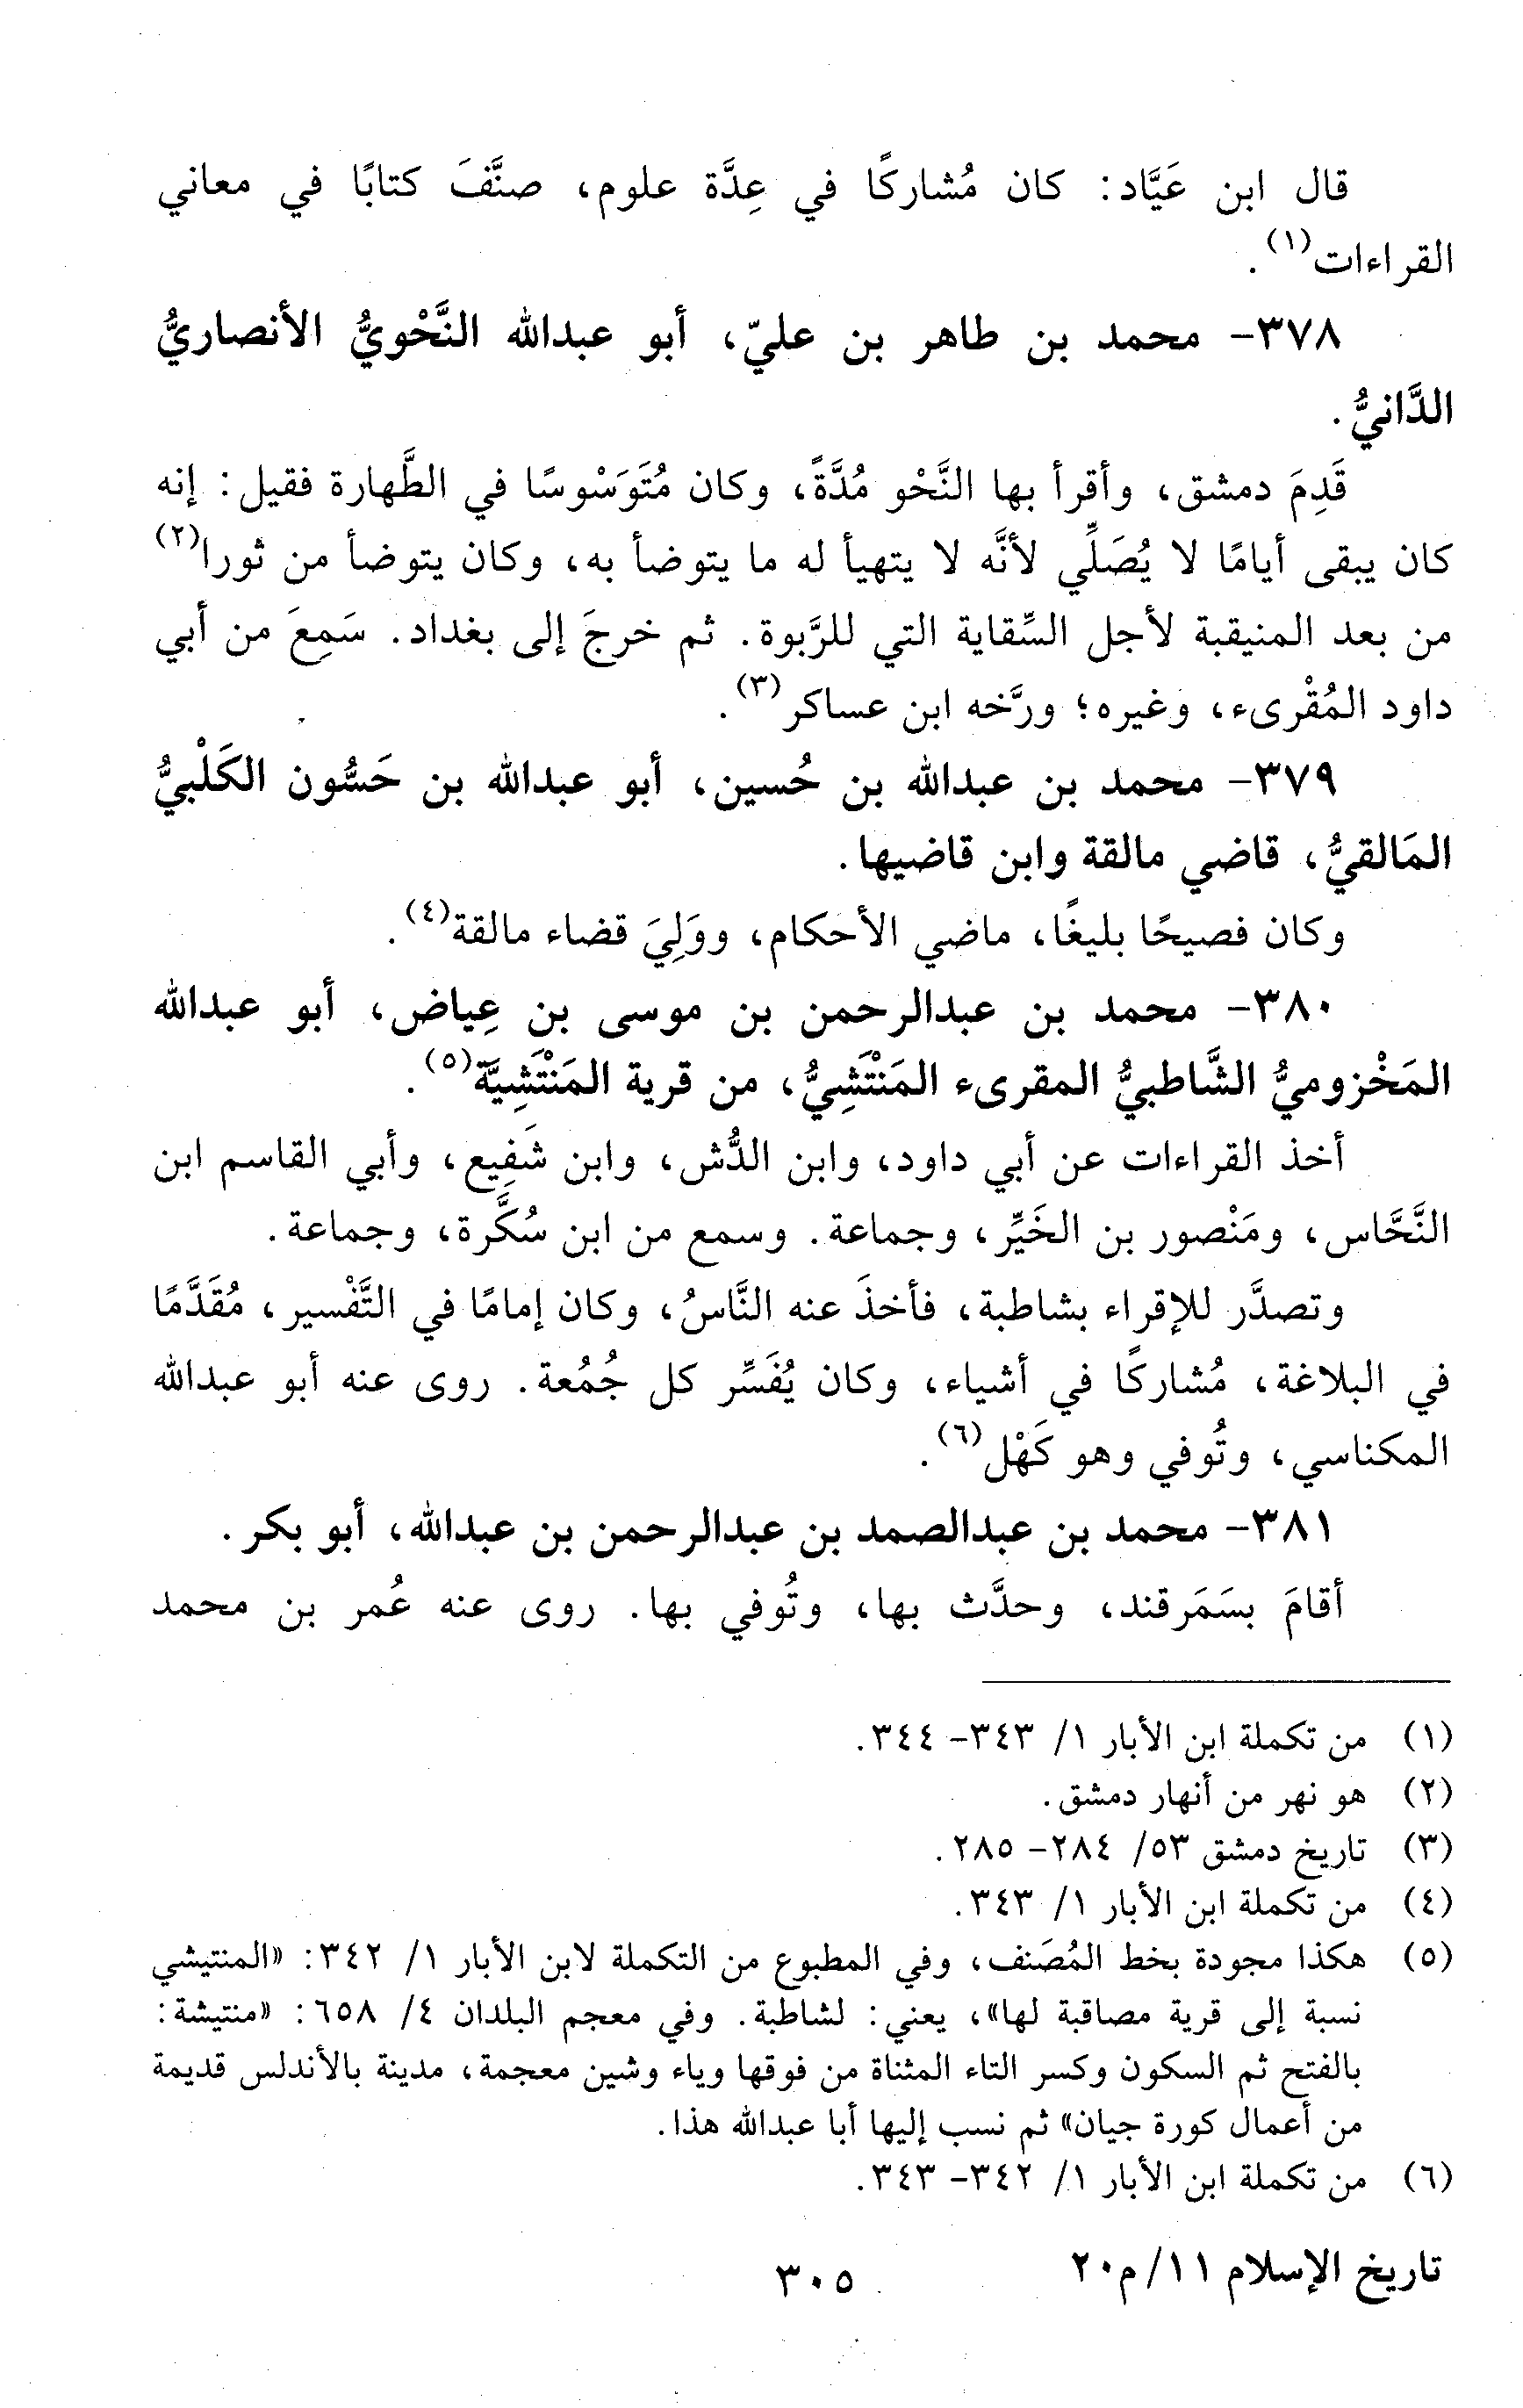 قال ابن عَيَّاد: كان مُشاركًا في عِدَّة علوم، صنَّفَ كتابًا في معاني
القراءات(١).
٣٧٨- محمد بن طاهر بن عليّ، أبو عبدالله النَّحْويُّ الأنصاريُّ
الدَّانيُّ.
قَدِمَ دمشق، وأقرأ بها النَّحْو مُدَّةً، وكان مُتَوَسْوسًا في الطَّهارة فقيل: إنه
كان يبقى أيامًا لا يُصَلِّي لأنَّه لا يتهيأ له ما يتوضأ به، وكان يتوضأ من ثورا(٢)
من بعد المنيقبة لأجل السِّقاية التي للرَّبوة. ثم خرجَ إلى بغداد. سَمِعَ من أبي
داود المُقْرىء، وغيره؛ ورَّخه ابن عساكر(٣).
٣٧٩- محمد بن عبدالله بن حُسين، أبو عبدالله بن حَسُّون الكَلْبيُّ
المَالقيُّ، قاضي مالقة وابن قاضيها.
وكان فصيحًا بليغًا، ماضي الأحكام، ووَلِيَ قضاء مالقة(٤).
٣٨٠- محمد بن عبدالرحمن بن موسى بن عِياض، أبو عبدالله
المَخْزوميُّ الشَّاطبيُّ المقرىء المَنْتَشِيُّ، من قرية المَنْتَشِيَّة(٥).
أخذ القراءات عن أبي داود، وابن الدُّش، وابن شَفِيع، وأبي القاسم ابن
النَّحَّاس، ومَنْصور بن الخَيِّر، وجماعة. وسمع من ابن سُكَّرة، وجماعة.
وتصدَّر للإقراء بشاطبة، فأخذَ عنه النَّاسُ، وكان إمامًا في التَّفْسير، مُقَدَّمًا
في البلاغة، مُشاركًا في أشياء، وكان يُفَسِّر كل جُمُعة. روى عنه أبو عبدالله
المكناسي، وتُوفي وهو كَهْل(٦).
٣٨١- محمد بن عبدالصمد بن عبدالرحمن بن عبدالله، أبو بكر.
أقامَ بسَمَرقند، وحدَّث بها، وتُوفي بها. روى عنه عُمر بن محمد
(١) من تكملة ابن الأبار ١/ ٣٤٣- ٣٤٤.
(٢) هو نهر من أنهار دمشق.
(٣) تاريخ دمشق ٥٣/ ٢٨٤- ٢٨٥.
(٤) من تكملة ابن الأبار ١/ ٣٤٣.
(٥) هكذا مجودة بخط المُصَنف، وفي المطبوع من التكملة لابن الأبار ١/ ٣٤٢: «المنتيشي
نسبة إلى قرية مصاقبة لها»، يعني: لشاطبة. وفي معجم البلدان ٤/ ٦٥٨: «منتيشة:
بالفتح ثم السكون وكسر التاء المثناة من فوقها وياء وشين معجمة، مدينة بالأندلس قديمة
من أعمال كورة جيان» ثم نسب إليها أبا عبدالله هذا.
(٦) من تكملة ابن الأبار ١/ ٣٤٢- ٣٤٣.
تاريخ الإسلام ١١/ م٢٠
٣٠٥